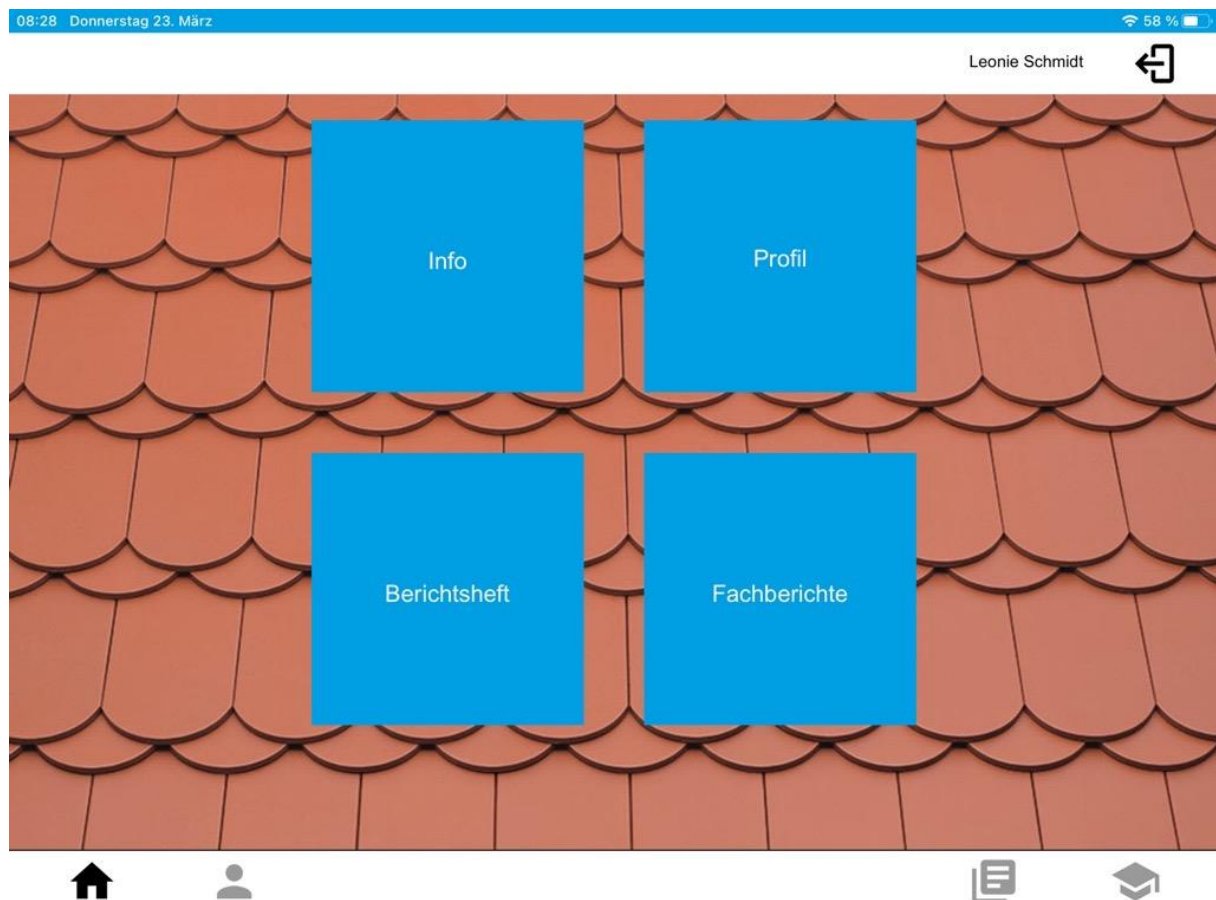 08:28 Donnerstag 23. März 58 %
Leonie Schmidt
Info
Profil
Berichtsheft
Fachberichte